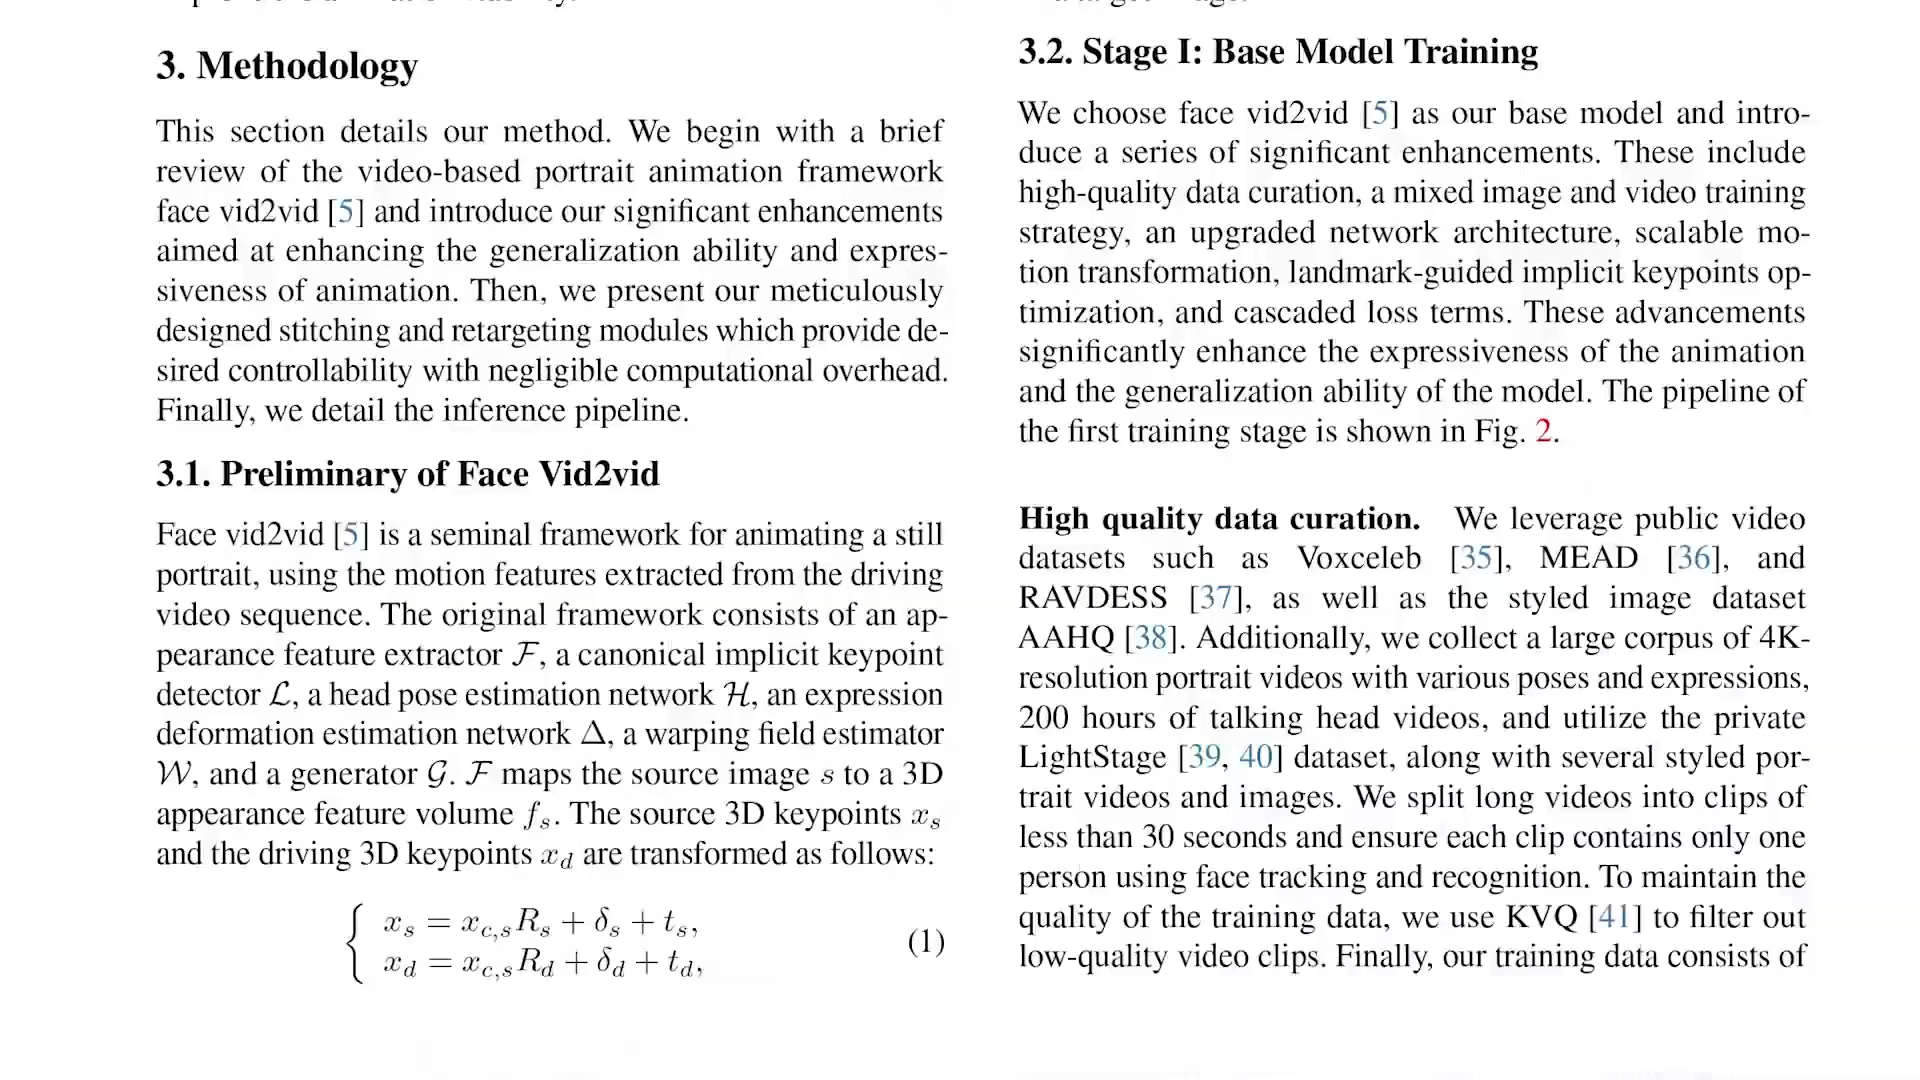 3. Methodology
This section details our method. We begin with a brief
review of the video-based portrait animation framework
face vid2vid [5] and introduce our significant enhancements
aimed at enhancing the generalization ability and expres-
siveness of animation. Then, we present our meticulously
designed stitching and retargeting modules which provide de-
sired controllability with negligible computational overhead.
Finally, we detail the inference pipeline.
3.1. Preliminary of Face Vid2vid
Face vid2vid [5] is a seminal framework for animating a still
portrait, using the motion features extracted from the driving
video sequence. The original framework consists of an ap-
pearance feature extractor ℱ, a canonical implicit keypoint
detector ℒ, a head pose estimation network ℋ, an expression
deformation estimation network Δ, a warping field estimator
𝒲, and a generator 𝒢. ℱ maps the source image s to a 3D
appearance feature volume f_s. The source 3D keypoints x_s
and the driving 3D keypoints x_d are transformed as follows:
x_s = x_{c,s} R_s + δ_s + t_s,
x_d = x_{c,s} R_d + δ_d + t_d,
(1)
3.2. Stage I: Base Model Training
We choose face vid2vid [5] as our base model and intro-
duce a series of significant enhancements. These include
high-quality data curation, a mixed image and video training
strategy, an upgraded network architecture, scalable mo-
tion transformation, landmark-guided implicit keypoints op-
timization, and cascaded loss terms. These advancements
significantly enhance the expressiveness of the animation
and the generalization ability of the model. The pipeline of
the first training stage is shown in Fig. 2.
High quality data curation. We leverage public video
datasets such as Voxceleb [35], MEAD [36], and
RAVDESS [37], as well as the styled image dataset
AAHQ [38]. Additionally, we collect a large corpus of 4K-
resolution portrait videos with various poses and expressions,
200 hours of talking head videos, and utilize the private
LightStage [39, 40] dataset, along with several styled por-
trait videos and images. We split long videos into clips of
less than 30 seconds and ensure each clip contains only one
person using face tracking and recognition. To maintain the
quality of the training data, we use KVQ [41] to filter out
low-quality video clips. Finally, our training data consists of